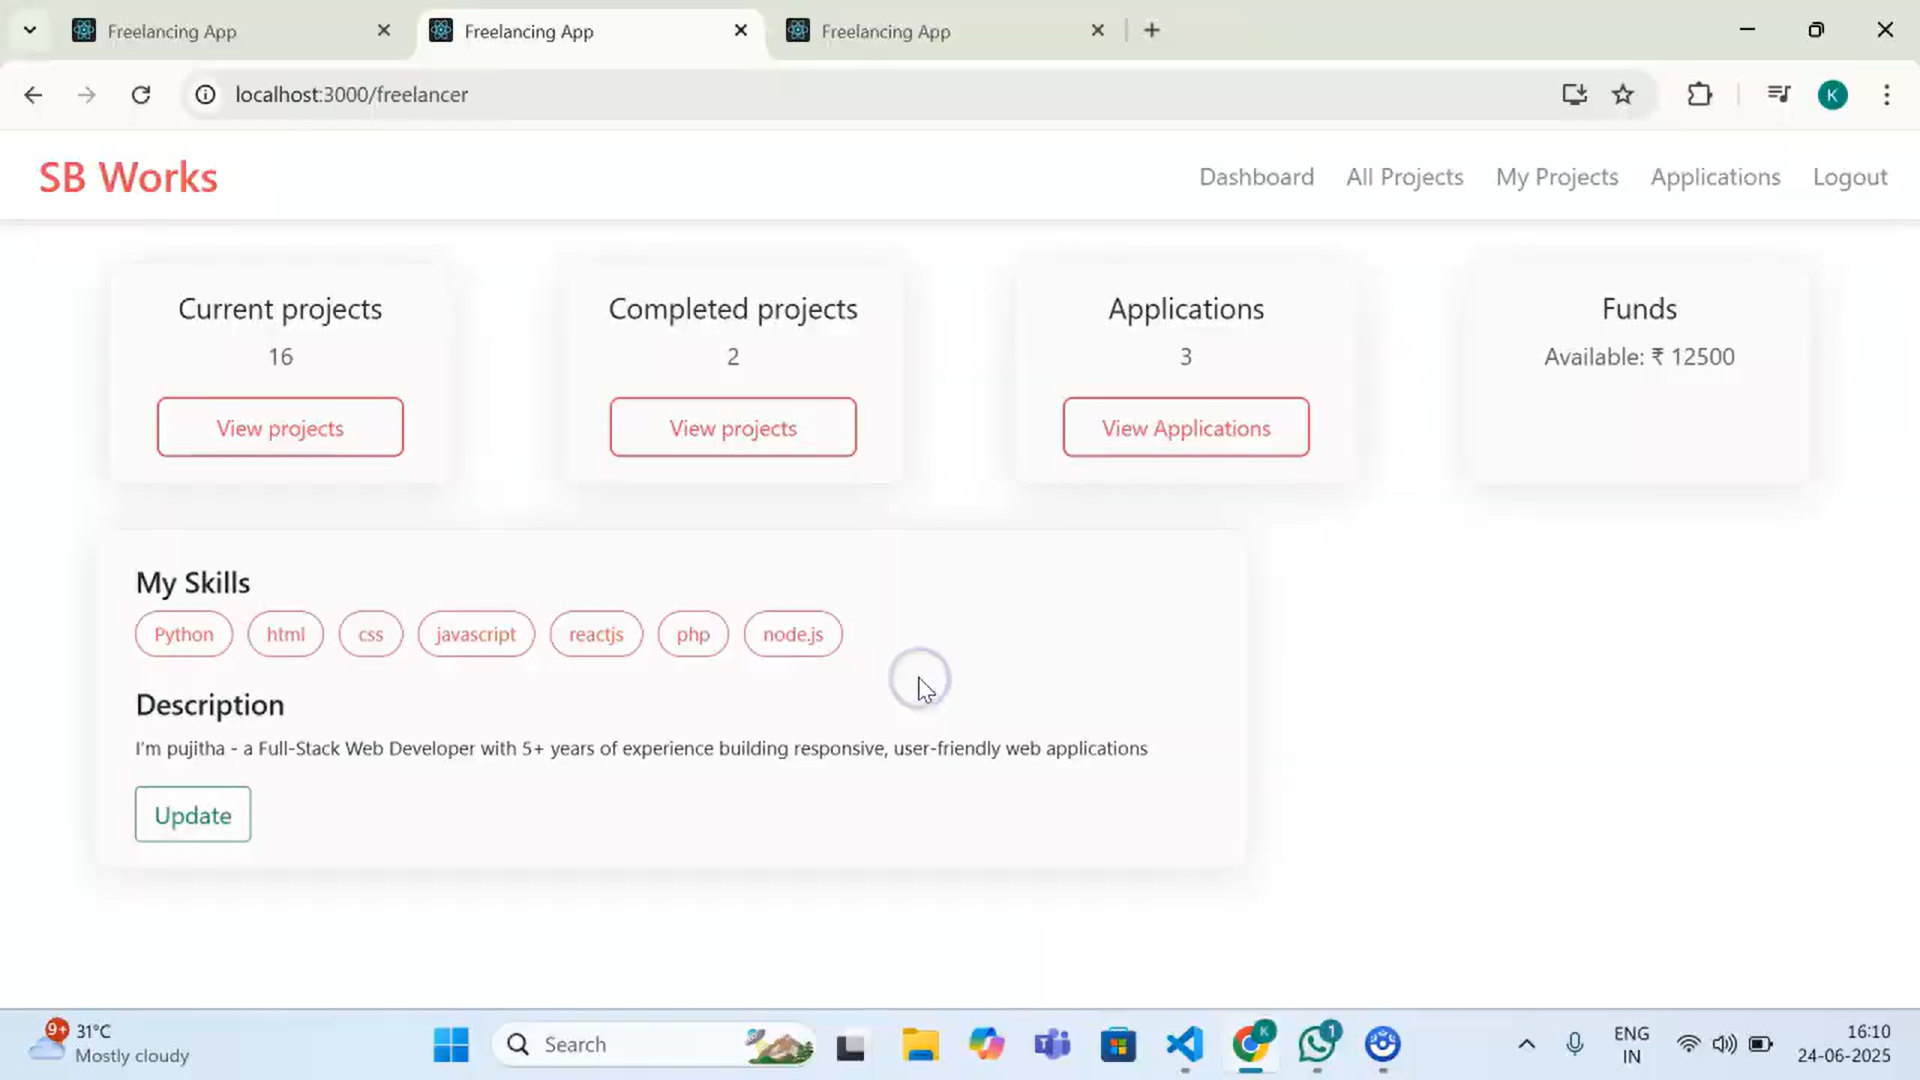 Freelancing App
Freelancing App
Freelancing App
localhost:3000/freelancer
K
SB Works
Dashboard
All Projects
My Projects
Applications
Logout
Current projects
16
View projects
Completed projects
2
View projects
Applications
3
View Applications
Funds
Available: ₹ 12500
My Skills
Python html css javascript reactjs php node.js
Description
I'm pujitha - a Full-Stack Web Developer with 5+ years of experience building responsive, user-friendly web applications
Update
9+
31°C
Mostly cloudy
Search
K
1
ENG
IN
16:10
24-06-2025